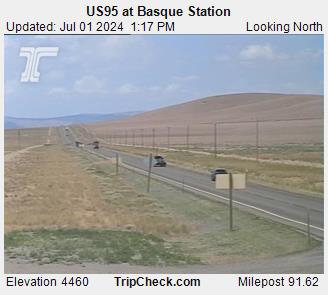 US95 at Basque Station
Updated: Jul 01 2024 1:17 PM Looking North
Elevation 4460 TripCheck.com Milepost 91.62